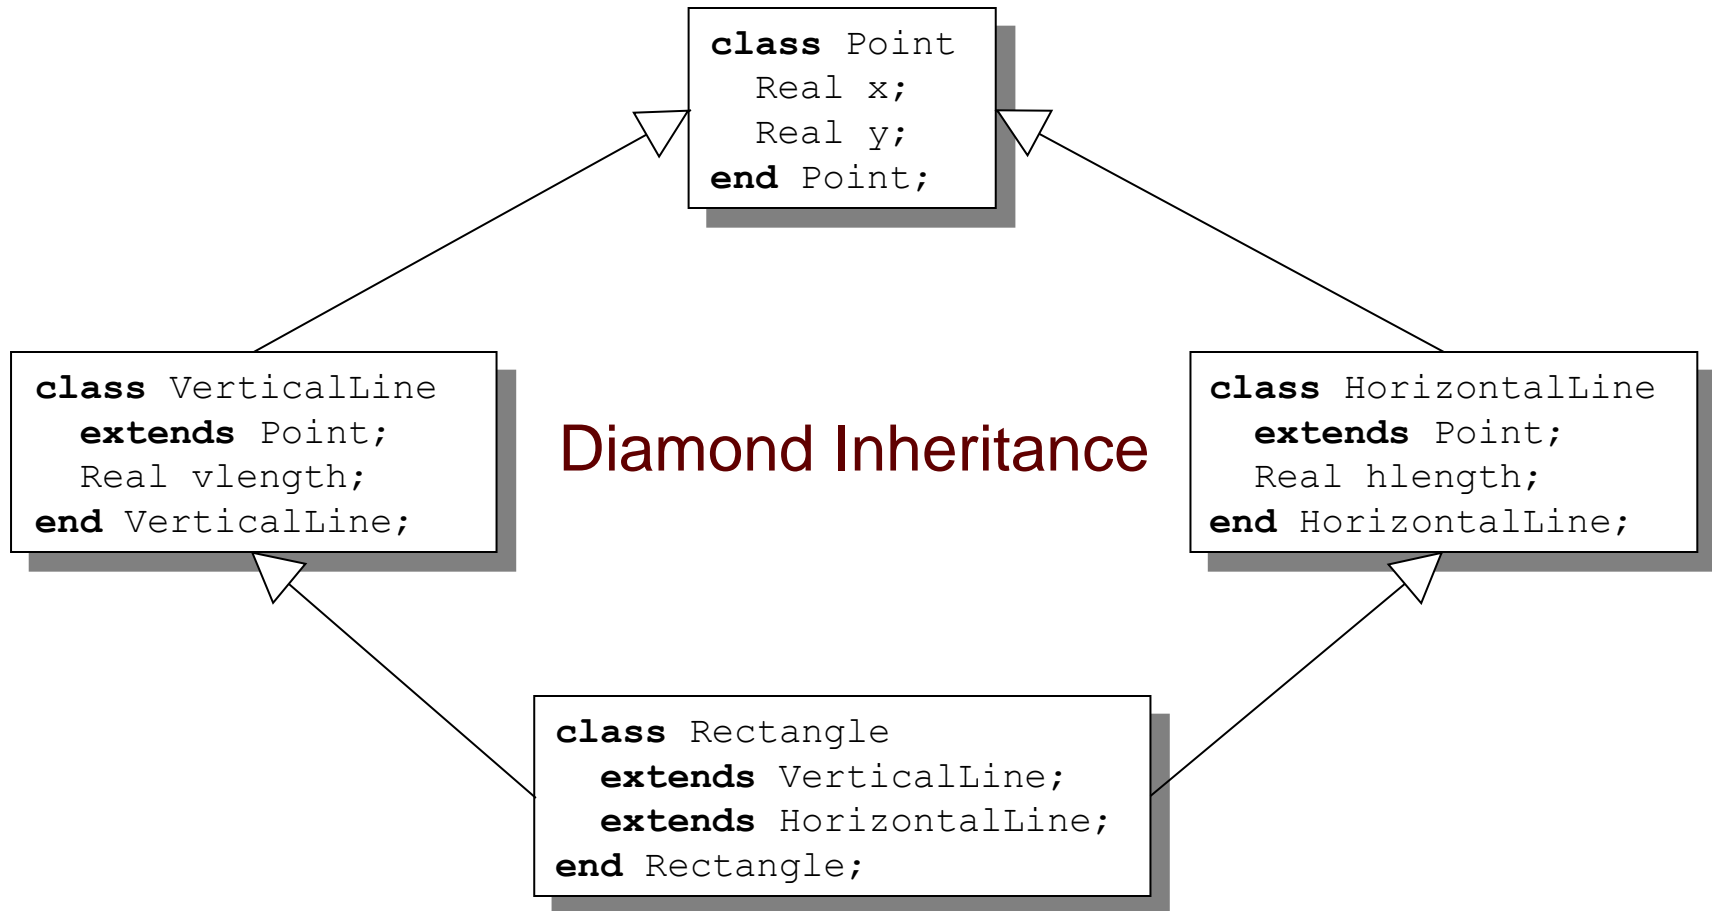 class Point
  Real x;
  Real y;
end Point;
class VerticalLine
  extends Point;
  Real vlength;
end VerticalLine;
Diamond Inheritance
class HorizontalLine
  extends Point;
  Real hlength;
end HorizontalLine;
class Rectangle
  extends VerticalLine;
  extends HorizontalLine;
end Rectangle;